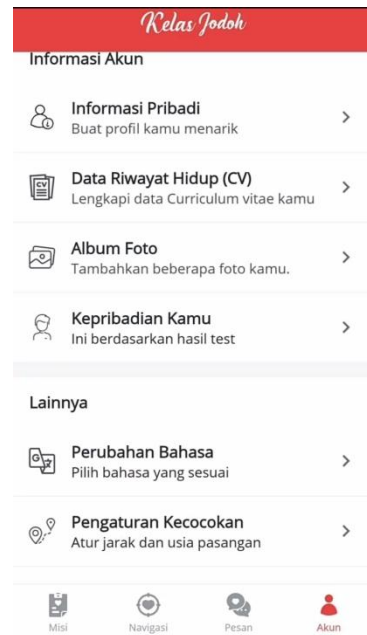 Kelas Jodoh
Informasi Akun
Informasi Pribadi
Buat profil kamu menarik
Data Riwayat Hidup (CV)
Lengkapi data Curriculum vitae kamu
Album Foto
Tambahkan beberapa foto kamu.
Kepribadian Kamu
Ini berdasarkan hasil test
Lainnya
Perubahan Bahasa
Pilih bahasa yang sesuai
Pengaturan Kecocokan
Atur jarak dan usia pasangan
Misi Navigasi Pesan Akun